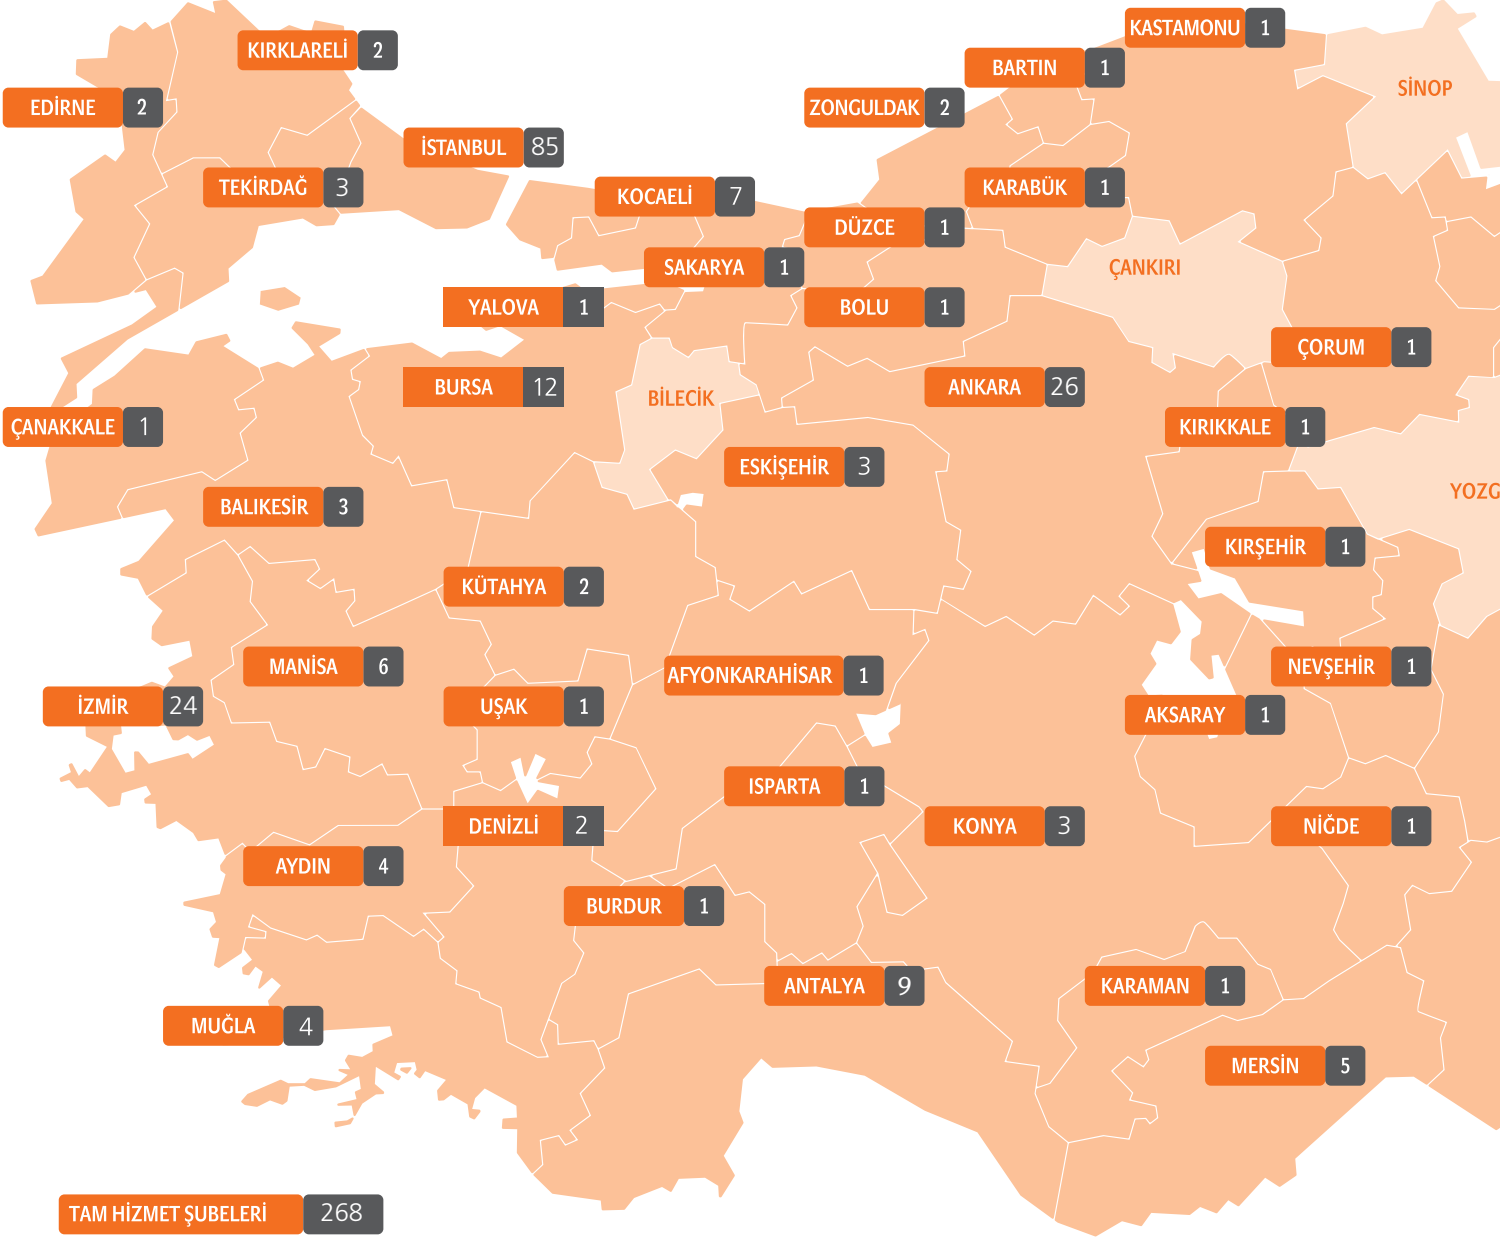 KASTAMONU 1
KIRKLARELİ 2
BARTIN 1
SİNOP
EDİRNE 2
ZONGULDAK 2
İSTANBUL 85
TEKİRDAĞ 3
KOCAELİ 7
KARABÜK 1
DÜZCE 1
SAKARYA 1
ÇANKIRI
YALOVA 1
BOLU 1
ÇORUM 1
BURSA 12
BİLECİK
ANKARA 26
ÇANAKKALE 1
KIRIKKALE 1
ESKİŞEHİR 3
YOZG
BALIKESİR 3
KIRŞEHİR 1
KÜTAHYA 2
MANİSA 6
AFYONKARAHİSAR 1
NEVŞEHİR 1
İZMİR 24
UŞAK 1
AKSARAY 1
ISPARTA 1
DENİZLİ 2
KONYA 3
NİĞDE 1
AYDIN 4
BURDUR 1
ANTALYA 9
KARAMAN 1
MUĞLA 4
MERSİN 5
TAM HİZMET ŞUBELERİ 268